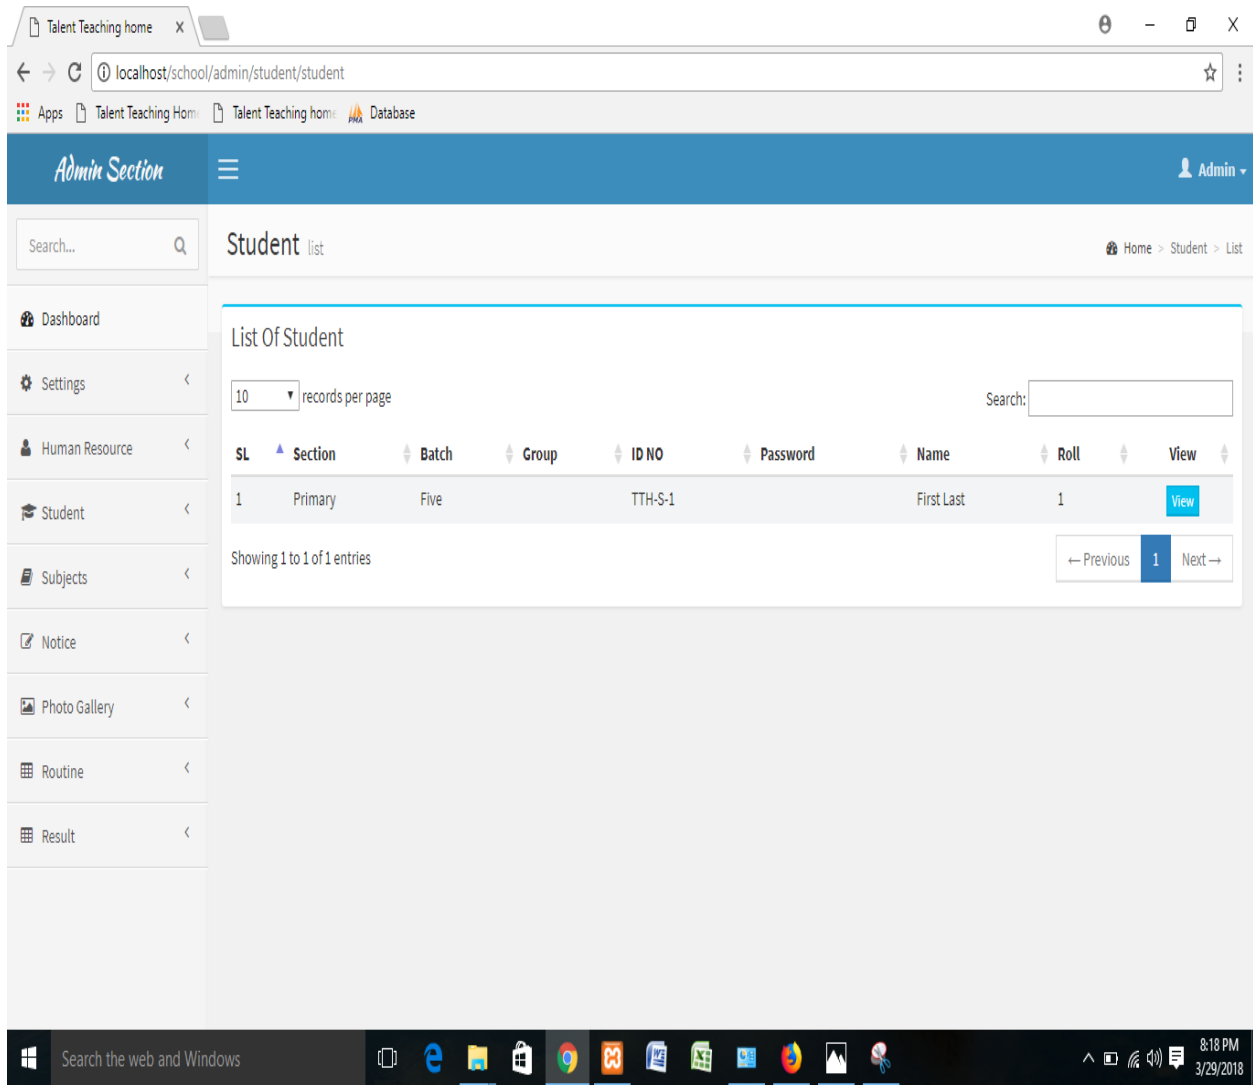 Talent Teaching home
localhost/school/admin/student/student
Apps Talent Teaching Hom Talent Teaching home PMA Database
Admin Section Admin
Search...
Student list Home > Student > List
Dashboard
Settings
Human Resource
Student
Subjects
Notice
Photo Gallery
Routine
Result
List Of Student
10 records per page Search:
SL Section Batch Group ID NO Password Name Roll View
1 Primary Five TTH-S-1 First Last 1 View
Showing 1 to 1 of 1 entries ← Previous 1 Next →
Search the web and Windows
8:18 PM
3/29/2018